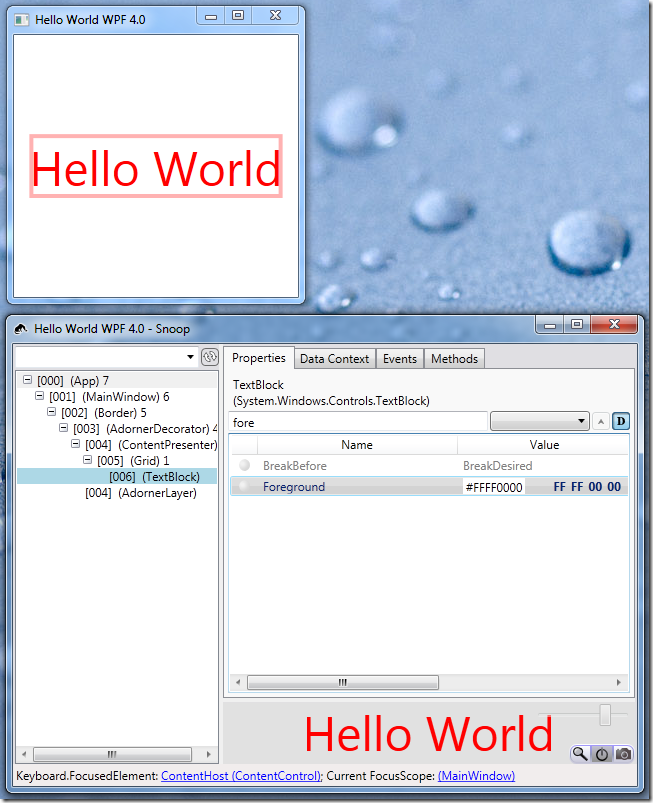 Hello World WPF 4.0
Hello World
Hello World WPF 4.0 - Snoop
Properties Data Context Events Methods
[000] (App) 7
[001] (MainWindow) 6
[002] (Border) 5
[003] (AdornerDecorator) 4
[004] (ContentPresenter)
[005] (Grid) 1
[006] (TextBlock)
[004] (AdornerLayer)
TextBlock
(System.Windows.Controls.TextBlock)
fore D
Name Value
BreakBefore BreakDesired
Foreground #FFFF0000 FF FF 00 00
Hello World
Keyboard.FocusedElement: ContentHost (ContentControl); Current FocusScope: (MainWindow)